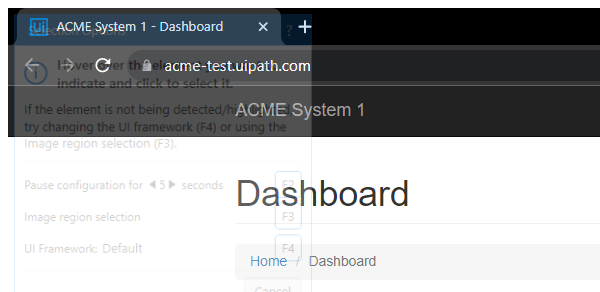 ACME System 1 - Dashboard
Selection Options ?
Hover over the element you
indicate and click to select it.
acme-test.uipath.com
If the element is not being detected/highlighted,
try changing the UI framework (F4) or using the
Image region selection (F3).
ACME System 1
Pause configuration for 5 seconds F2
Dashboard
Image region selection F3
UI Framework: Default F4
Home / Dashboard
Cancel